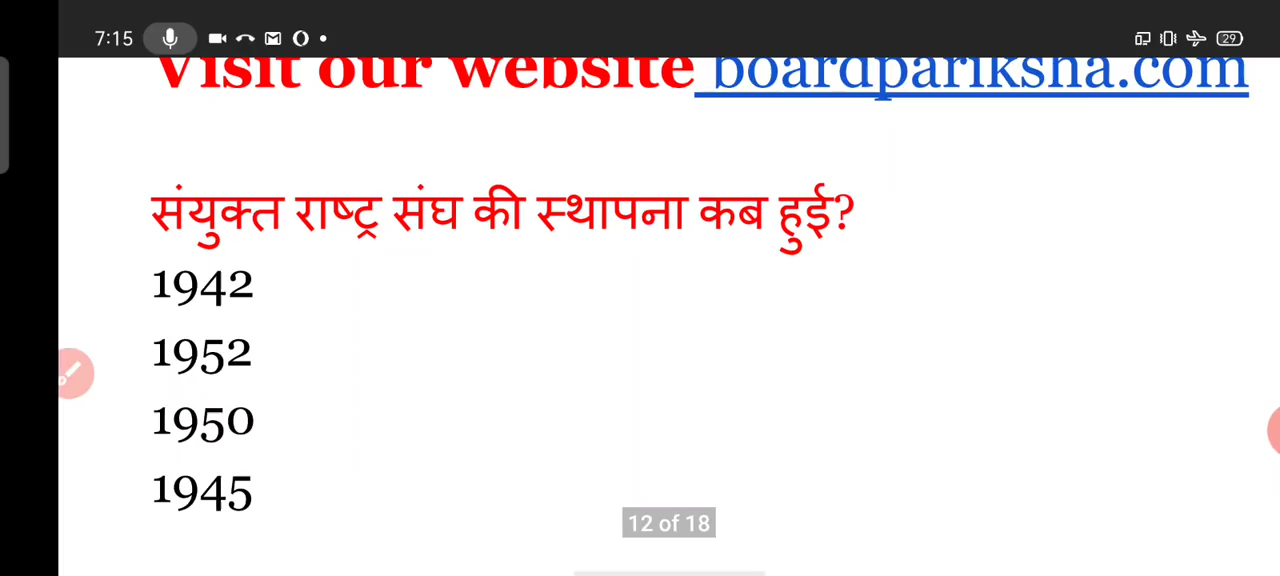 7:15 29
Visit our website boardpariksha.com
संयुक्त राष्ट्र संघ की स्थापना कब हुई?
1942
1952
1950
1945
12 of 18